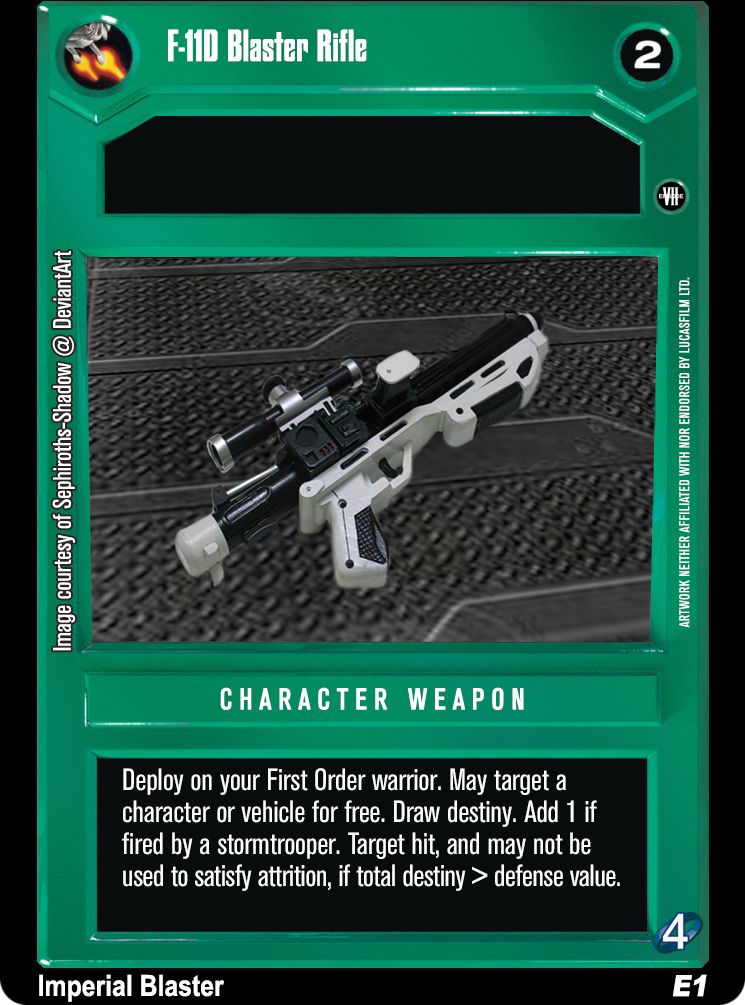 F-11D Blaster Rifle
2
EPISODE
VII
Image courtesy of Sephiroths-Shadow @ DeviantArt
ARTWORK NEITHER AFFILIATED WITH NOR ENDORSED BY LUCASFILM LTD.
CHARACTER WEAPON
Deploy on your First Order warrior. May target a
character or vehicle for free. Draw destiny. Add 1 if
fired by a stormtrooper. Target hit, and may not be
used to satisfy attrition, if total destiny > defense value.
4
Imperial Blaster
E1